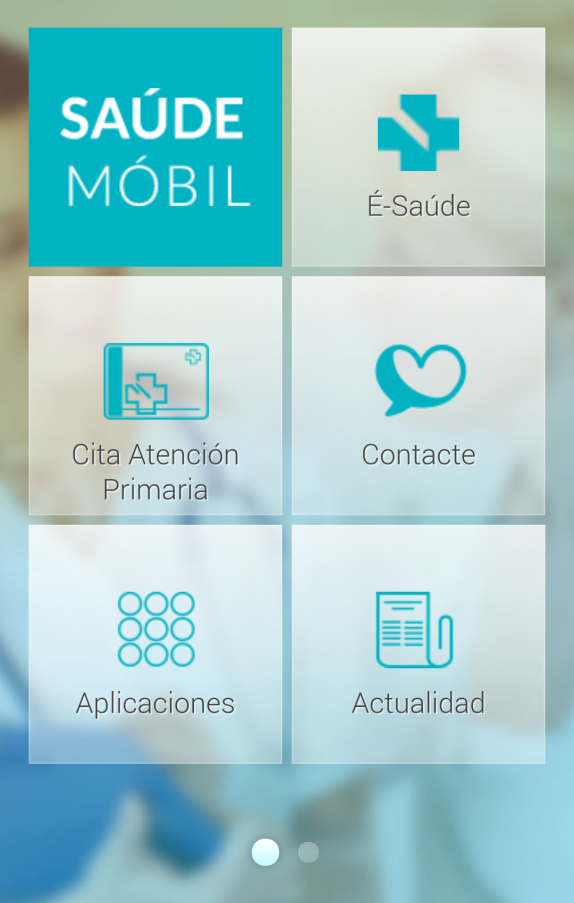 SAÚDE
MÓBIL
É-Saúde
Cita Atención
Primaria
Contacte
Aplicaciones
Actualidad